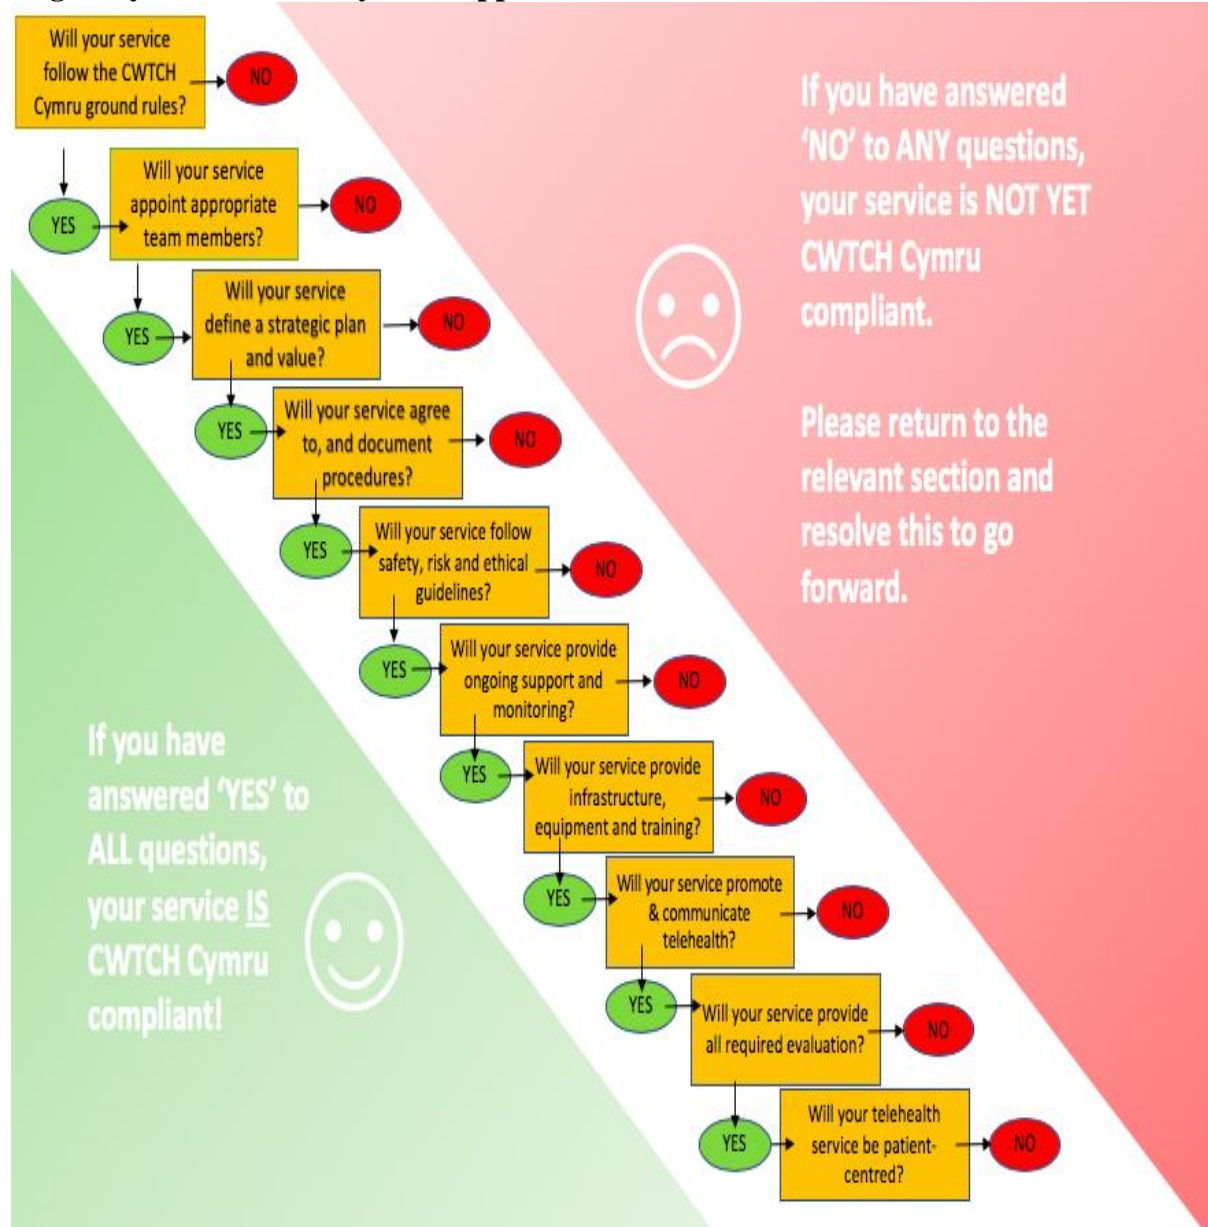 Will your service
follow the CWTCH
Cymru ground rules?
NO
YES
Will your service
appoint appropriate
team members?
NO
YES
Will your service
define a strategic plan
and value?
NO
YES
Will your service agree
to, and document
procedures?
NO
YES
Will your service follow
safety, risk and ethical
guidelines?
NO
YES
Will your service provide
ongoing support and
monitoring?
NO
YES
Will your service provide
infrastructure,
equipment and training?
NO
YES
Will your service promote
& communicate
telehealth?
NO
YES
Will your service provide
all required evaluation?
NO
YES
Will your telehealth
service be patient-
centred?
NO
If you have answered
‘NO’ to ANY questions,
your service is NOT YET
CWTCH Cymru
compliant.
Please return to the
relevant section and
resolve this to go
forward.
If you have
answered ‘YES’ to
ALL questions,
your service IS
CWTCH Cymru
compliant!